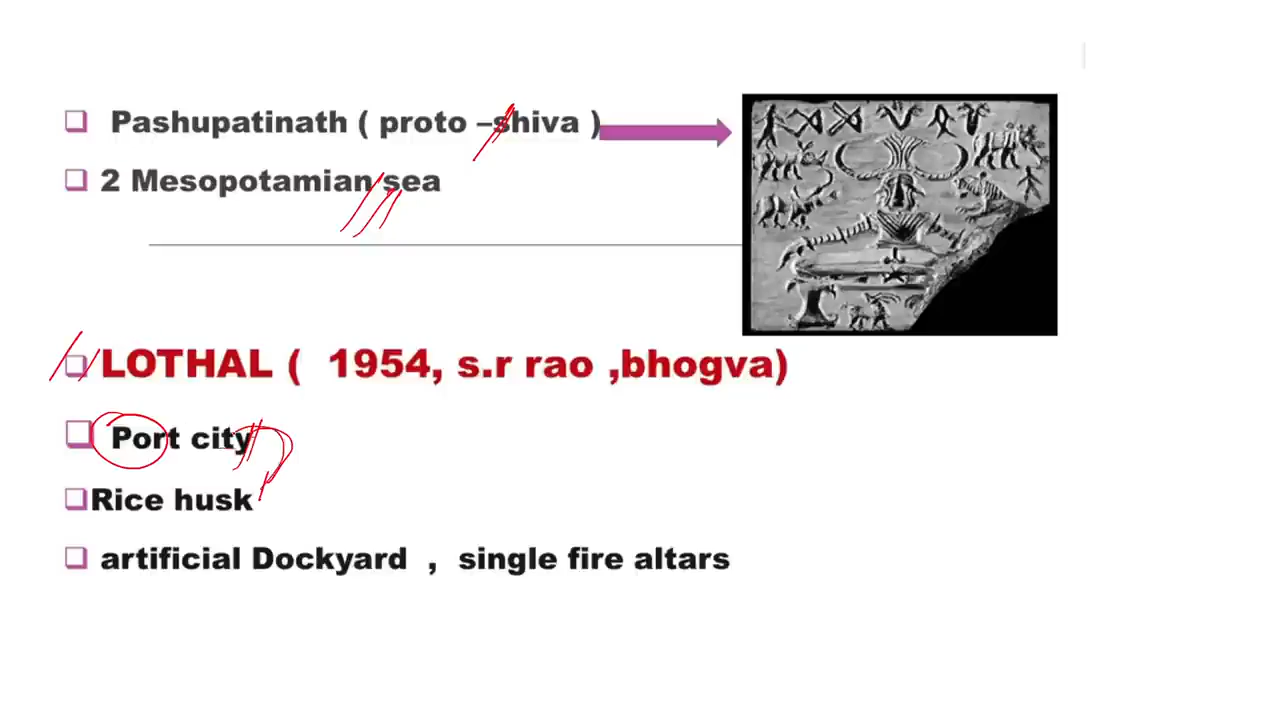 Pashupatinath ( proto –shiva )
2 Mesopotamian sea
LOTHAL ( 1954, s.r rao ,bhogva)
Port city
Rice husk
artificial Dockyard , single fire altars